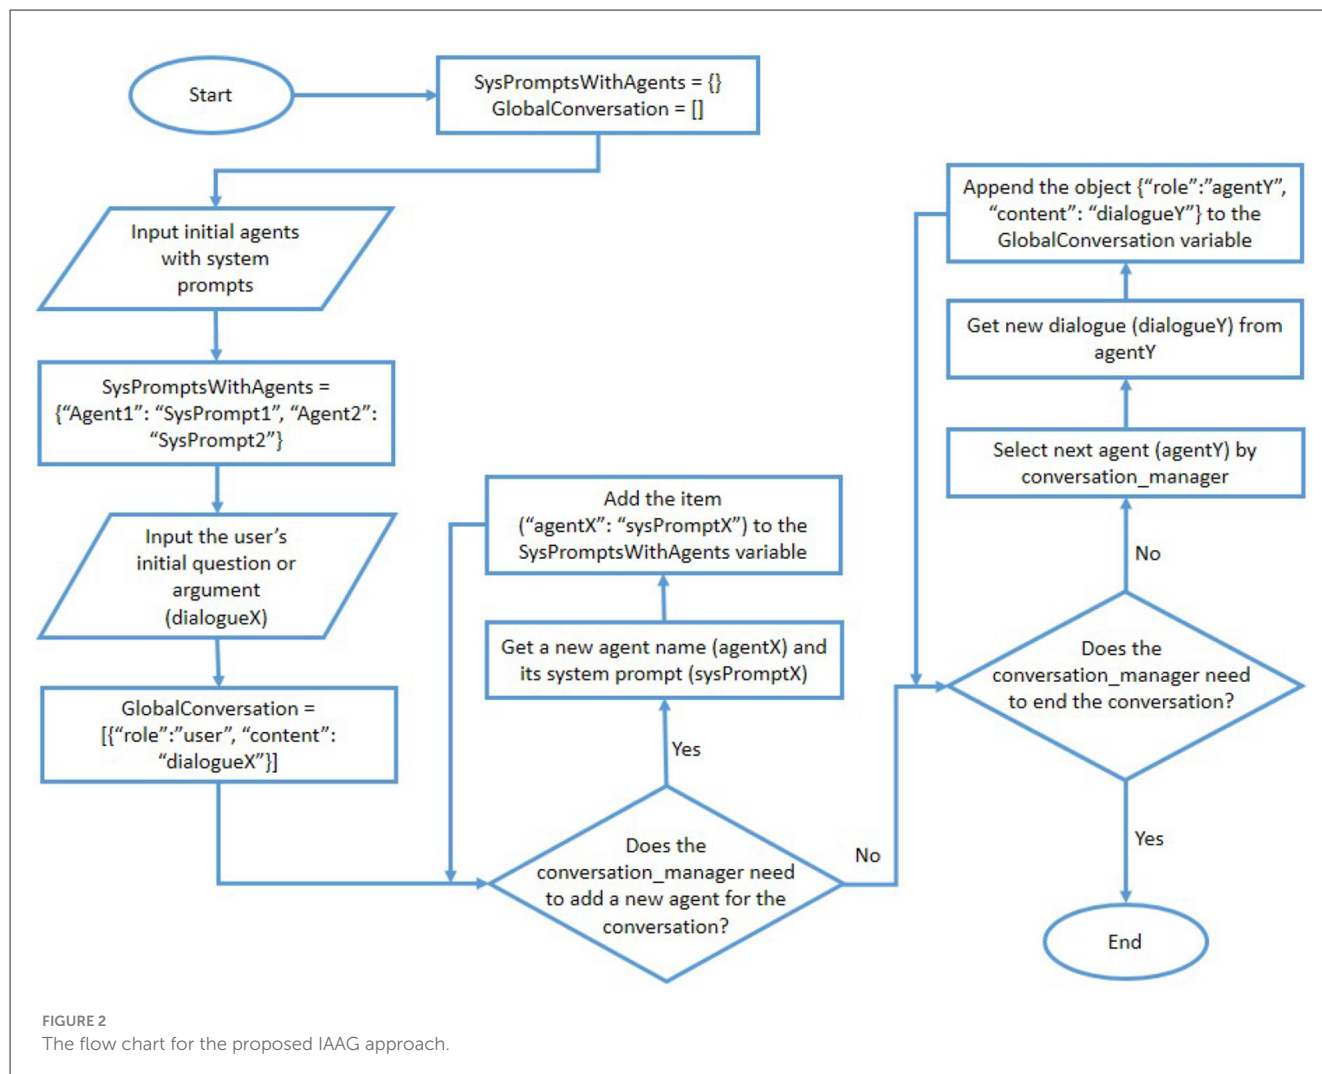 Start
SysPromptsWithAgents = {}
GlobalConversation = []
Input initial agents
with system
prompts
SysPromptsWithAgents =
{“Agent1”: “SysPrompt1”, “Agent2”:
“SysPrompt2”}
Input the user’s
initial question or
argument
(dialogueX)
GlobalConversation =
[{“role”:”user”, “content”:
“dialogueX”}]
Add the item
(“agentX”: “sysPromptX”) to the
SysPromptsWithAgents variable
Get a new agent name (agentX) and
its system prompt (sysPromptX)
Yes
Does the
conversation_manager need
to add a new agent for the
conversation?
No
Append the object {“role”:”agentY”,
“content”: “dialogueY”} to the
GlobalConversation variable
Get new dialogue (dialogueY) from
agentY
Select next agent (agentY) by
conversation_manager
No
Does the
conversation_manager need
to end the conversation?
Yes
End
FIGURE 2
The flow chart for the proposed IAAG approach.